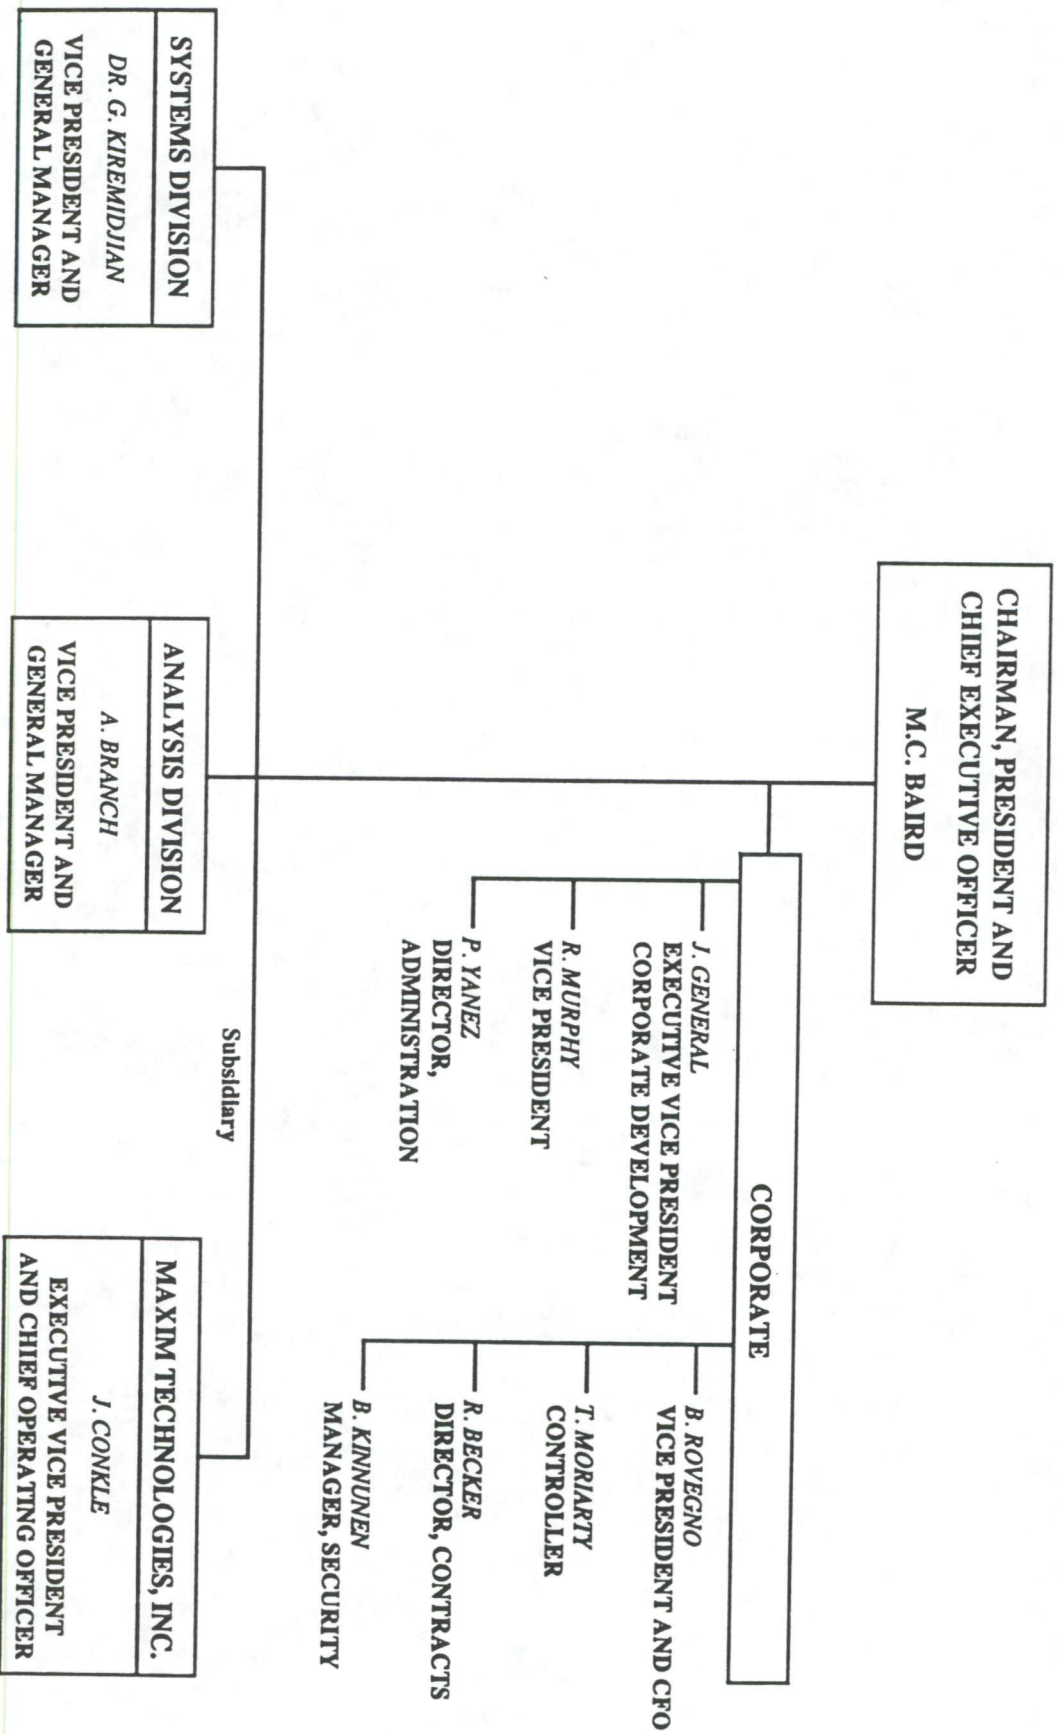 CHAIRMAN, PRESIDENT AND
CHIEF EXECUTIVE OFFICER
M.C. BAIRD
CORPORATE
J. GENERAL
EXECUTIVE VICE PRESIDENT
CORPORATE DEVELOPMENT
R. MURPHY
VICE PRESIDENT
P. YANEZ
DIRECTOR,
ADMINISTRATION
B. ROVEGNO
VICE PRESIDENT AND CFO
T. MORIARTY
CONTROLLER
R. BECKER
DIRECTOR, CONTRACTS
B. KINNUNEN
MANAGER, SECURITY
Subsidiary
SYSTEMS DIVISION
DR. G. KIREMIDJIAN
VICE PRESIDENT AND
GENERAL MANAGER
ANALYSIS DIVISION
A. BRANCH
VICE PRESIDENT AND
GENERAL MANAGER
MAXIM TECHNOLOGIES, INC.
J. CONKLE
EXECUTIVE VICE PRESIDENT
AND CHIEF OPERATING OFFICER